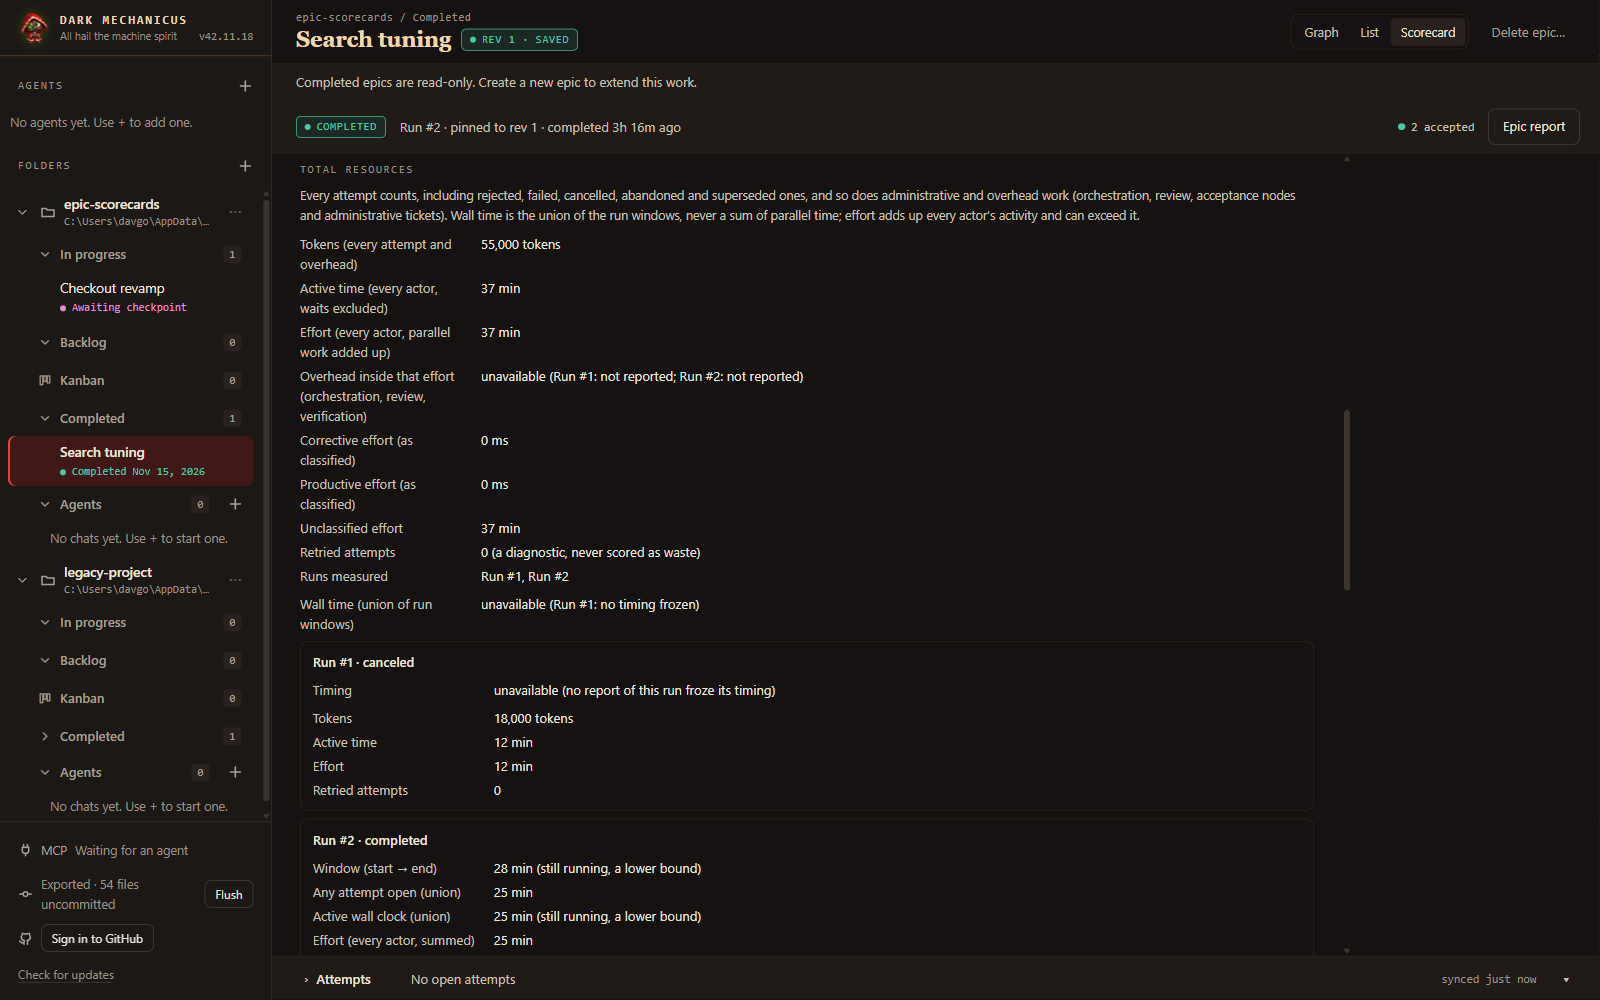 DARK MECHANICUS
All hail the machine spirit v42.11.18
AGENTS
No agents yet. Use + to add one.
FOLDERS
epic-scorecards
C:\Users\davgo\AppData\…
In progress 1
Checkout revamp
Awaiting checkpoint
Backlog 0
Kanban 0
Completed 1
Search tuning
Completed Nov 15, 2026
Agents 0
No chats yet. Use + to start one.
legacy-project
C:\Users\davgo\AppData\…
In progress 0
Backlog 0
Kanban 0
Completed 1
Agents 0
No chats yet. Use + to start one.
MCP Waiting for an agent
Exported · 54 files
uncommitted
Flush
Sign in to GitHub
Check for updates
epic-scorecards / Completed
Search tuning
REV 1 · SAVED
Graph List Scorecard Delete epic...
Completed epics are read-only. Create a new epic to extend this work.
COMPLETED Run #2 · pinned to rev 1 · completed 3h 16m ago
2 accepted Epic report
TOTAL RESOURCES
Every attempt counts, including rejected, failed, cancelled, abandoned and superseded ones, and so does administrative and overhead work (orchestration, review, acceptance nodes
and administrative tickets). Wall time is the union of the run windows, never a sum of parallel time; effort adds up every actor's activity and can exceed it.
Tokens (every attempt and 55,000 tokens
overhead)
Active time (every actor, 37 min
waits excluded)
Effort (every actor, parallel 37 min
work added up)
Overhead inside that effort unavailable (Run #1: not reported; Run #2: not reported)
(orchestration, review,
verification)
Corrective effort (as 0 ms
classified)
Productive effort (as 0 ms
classified)
Unclassified effort 37 min
Retried attempts 0 (a diagnostic, never scored as waste)
Runs measured Run #1, Run #2
Wall time (union of run unavailable (Run #1: no timing frozen)
windows)
Run #1 · canceled
Timing unavailable (no report of this run froze its timing)
Tokens 18,000 tokens
Active time 12 min
Effort 12 min
Retried attempts 0
Run #2 · completed
Window (start → end) 28 min (still running, a lower bound)
Any attempt open (union) 25 min
Active wall clock (union) 25 min (still running, a lower bound)
Effort (every actor, summed) 25 min
Attempts No open attempts
synced just now